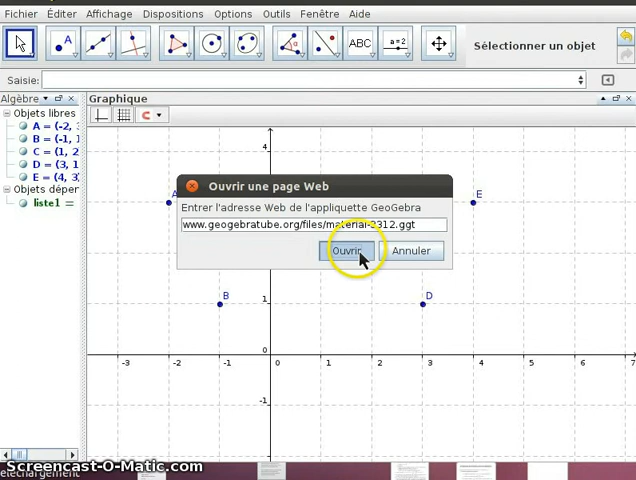 Fichier Éditer Affichage Dispositions Options Outils Fenêtre Aide
A ABC a = 2 Sélectionner un objet
Saisie:
Algèbre Graphique
Objets libres
A = (-2,
B = (-1, 1
C = (1, 2
D = (3, 1
E = (4, 3
Objets dépen
liste1 =
Ouvrir une page Web
Entrer l'adresse Web de l'appliquette GeoGebra
www.geogebratube.org/files/material-2312.ggt
Ouvrir Annuler
A E
B D
4
1
0
-1
-3 -2 -1 0 1 2 3 4 5 6 7
Screencast-O-Matic.com